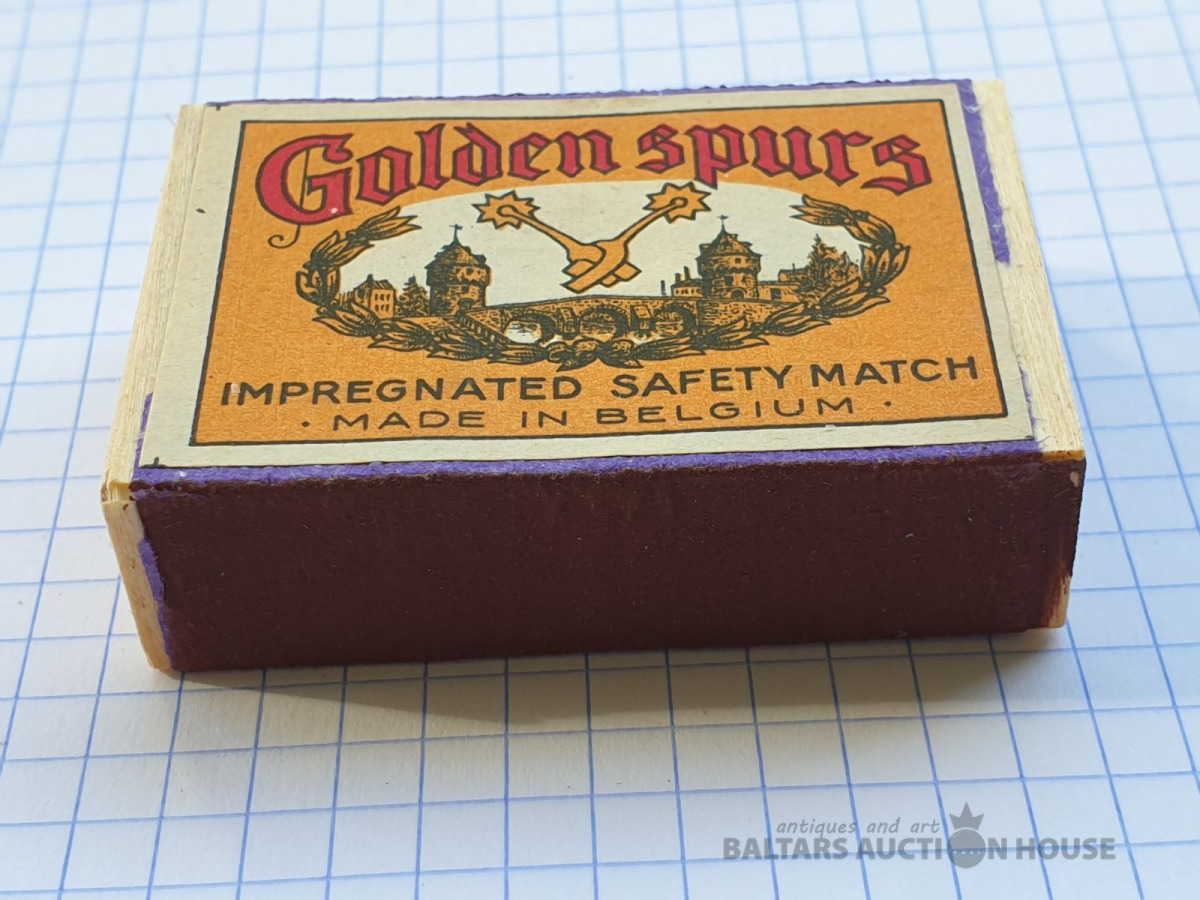 Golden spurs
IMPREGNATED SAFETY MATCH
· MADE IN BELGIUM ·
antiques and art
BALTARS AUCTION HOUSE